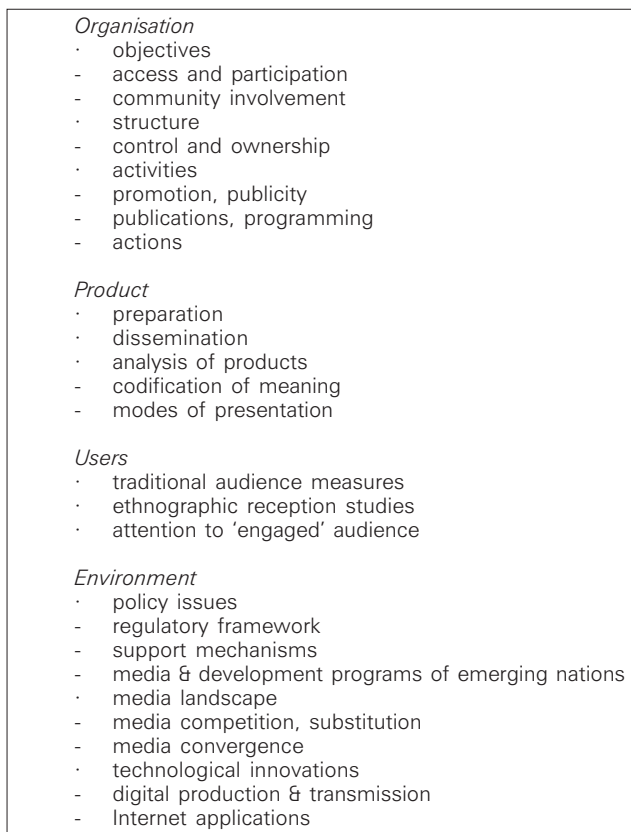 Organisation
· objectives
- access and participation
- community involvement
· structure
- control and ownership
· activities
- promotion, publicity
- publications, programming
- actions
Product
· preparation
· dissemination
· analysis of products
- codification of meaning
- modes of presentation
Users
· traditional audience measures
· ethnographic reception studies
· attention to ‘engaged’ audience
Environment
· policy issues
- regulatory framework
- support mechanisms
- media & development programs of emerging nations
· media landscape
- media competition, substitution
- media convergence
· technological innovations
- digital production & transmission
- Internet applications